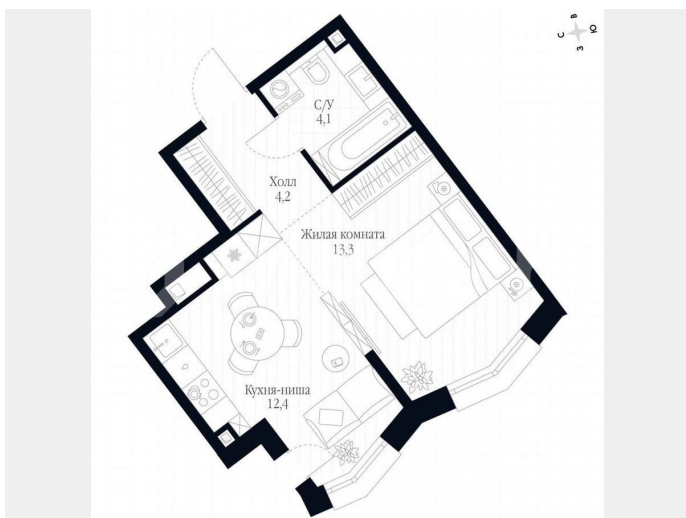 В
С
Ю
З
С/У
4,1
Холл
4,2
Жилая комната
13,3
Кухня-ниша
12,4